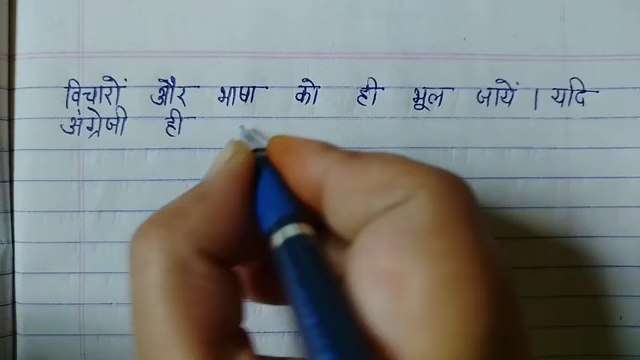 विचारों और भाषा को ही भूल जायें । यदि
अंग्रेजी ही